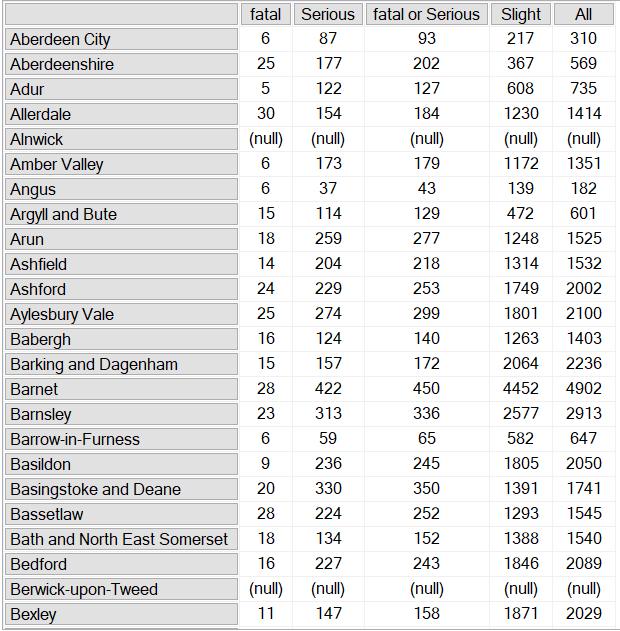 fatal Serious fatal or Serious Slight All
Aberdeen City 6 87 93 217 310
Aberdeenshire 25 177 202 367 569
Adur 5 122 127 608 735
Allerdale 30 154 184 1230 1414
Alnwick (null) (null) (null) (null) (null)
Amber Valley 6 173 179 1172 1351
Angus 6 37 43 139 182
Argyll and Bute 15 114 129 472 601
Arun 18 259 277 1248 1525
Ashfield 14 204 218 1314 1532
Ashford 24 229 253 1749 2002
Aylesbury Vale 25 274 299 1801 2100
Babergh 16 124 140 1263 1403
Barking and Dagenham 15 157 172 2064 2236
Barnet 28 422 450 4452 4902
Barnsley 23 313 336 2577 2913
Barrow-in-Furness 6 59 65 582 647
Basildon 9 236 245 1805 2050
Basingstoke and Deane 20 330 350 1391 1741
Bassetlaw 28 224 252 1293 1545
Bath and North East Somerset 18 134 152 1388 1540
Bedford 16 227 243 1846 2089
Berwick-upon-Tweed (null) (null) (null) (null) (null)
Bexley 11 147 158 1871 2029